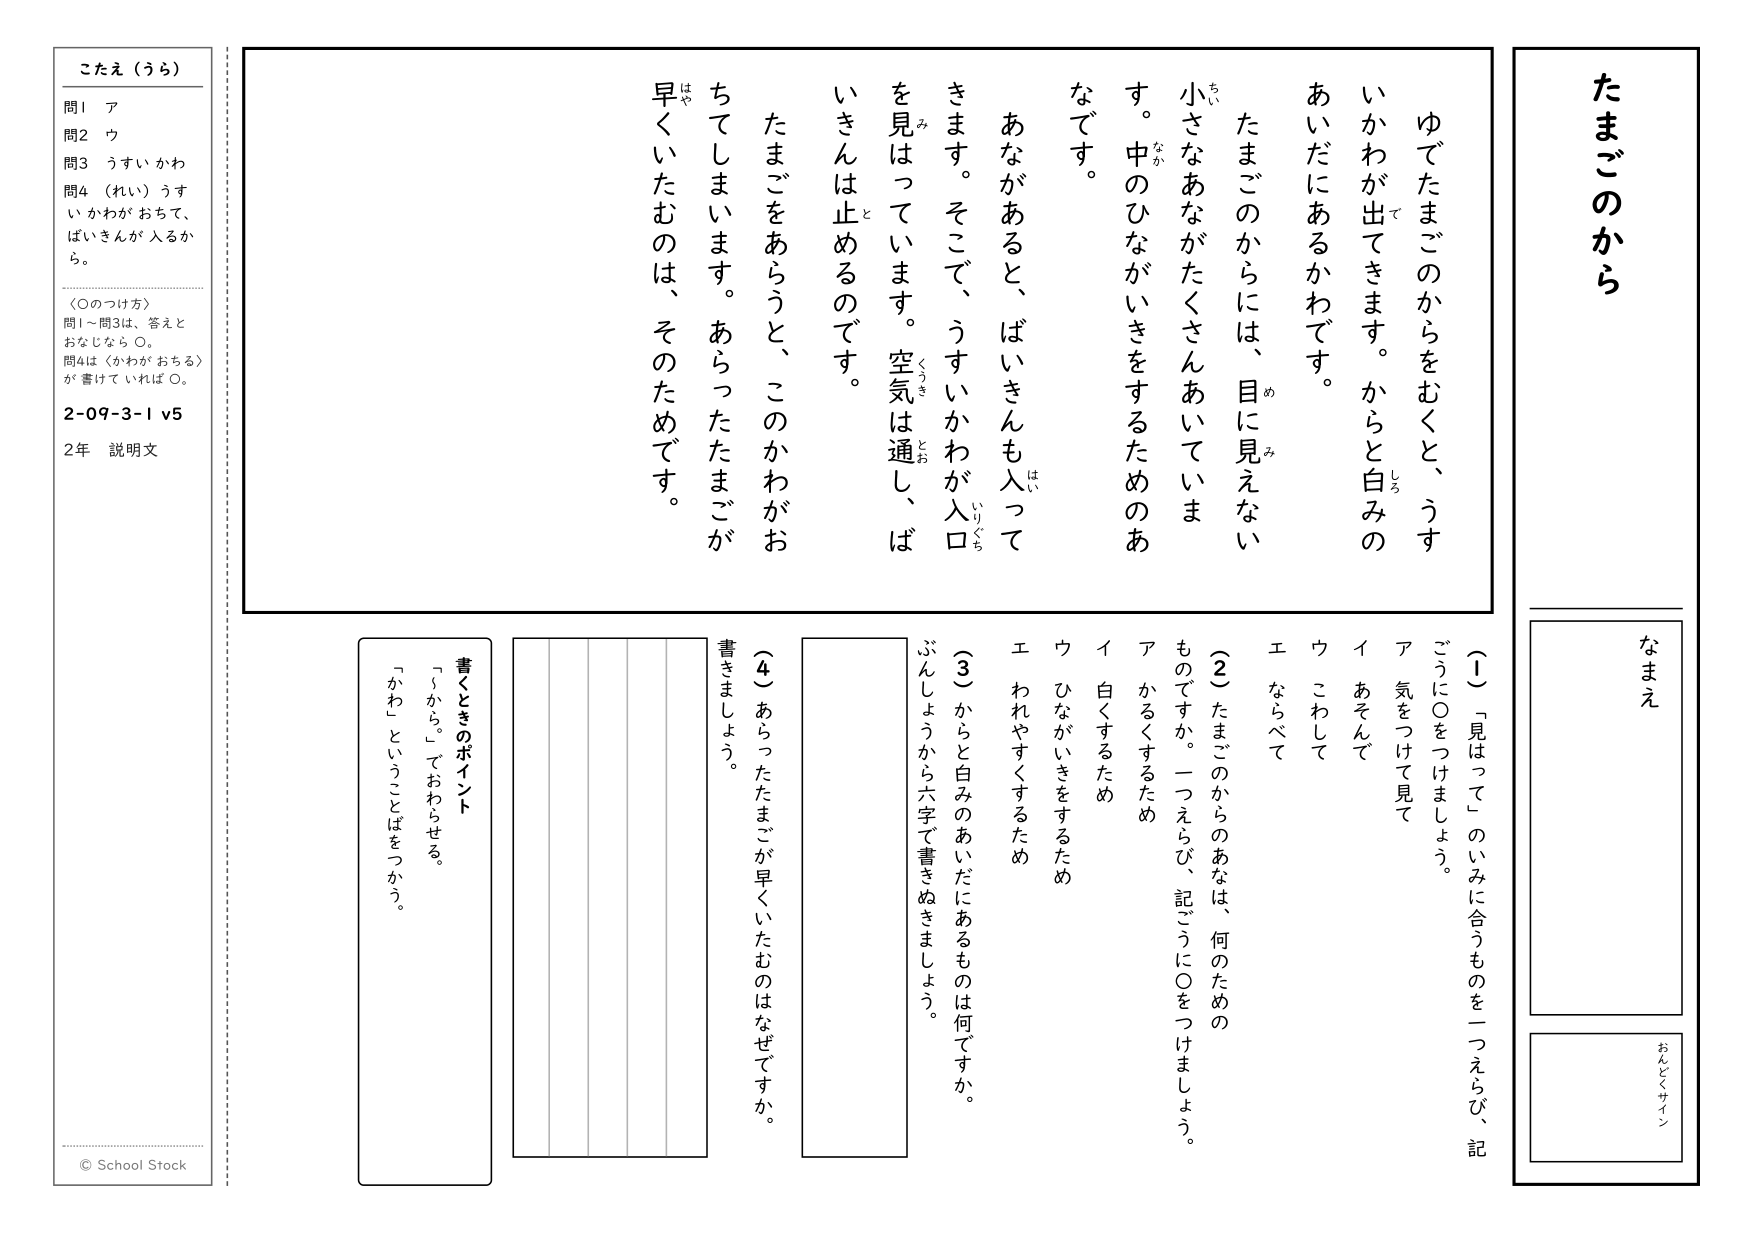 たまごのから
なまえ
おんどくサイン
ゆでたまごのからをむくと、うす
いかわが出てきます。からと白みの
あいだにあるかわです。
たまごのからには、目に見えない
小さなあながたくさんあいていま
す。中のひながいきをするためのあ
なです。
あながあると、ばいきんも入って
きます。そこで、うすいかわが入口
を見はっています。空気は通し、ば
いきんは止めるのです。
たまごをあらうと、このかわがお
ちてしまいます。あらったたまごが
早くいたむのは、そのためです。
(1)「見はって」のいみに合うものを一つえらび、記
ごうに〇をつけましょう。
ア 気をつけて見て
イ あそんで
ウ こわして
エ ならべて
(2)たまごのからのあなは、何のための
ものですか。一つえらび、記ごうに〇をつけましょう。
ア かるくするため
イ 白くするため
ウ ひながいきをするため
エ われやすくするため
(3)からと白みのあいだにあるものは何ですか。
ぶんしょうから六字で書きぬきましょう。
(4)あらったたまごが早くいたむのはなぜですか。
書きましょう。
書くときのポイント
「〜から。」でおわらせる。
「かわ」ということばをつかう。
こたえ（うら）
問1 ア
問2 ウ
問3 うすい かわ
問4 （れい）うす
い かわが おちて、
ばいきんが 入るか
ら。
〈〇のつけ方〉
問1〜問3は、答えと
おなじなら 〇。
問4は〈かわが おちる〉
が 書けて いれば 〇。
2-09-3-1 v5
2年 説明文
© School Stock